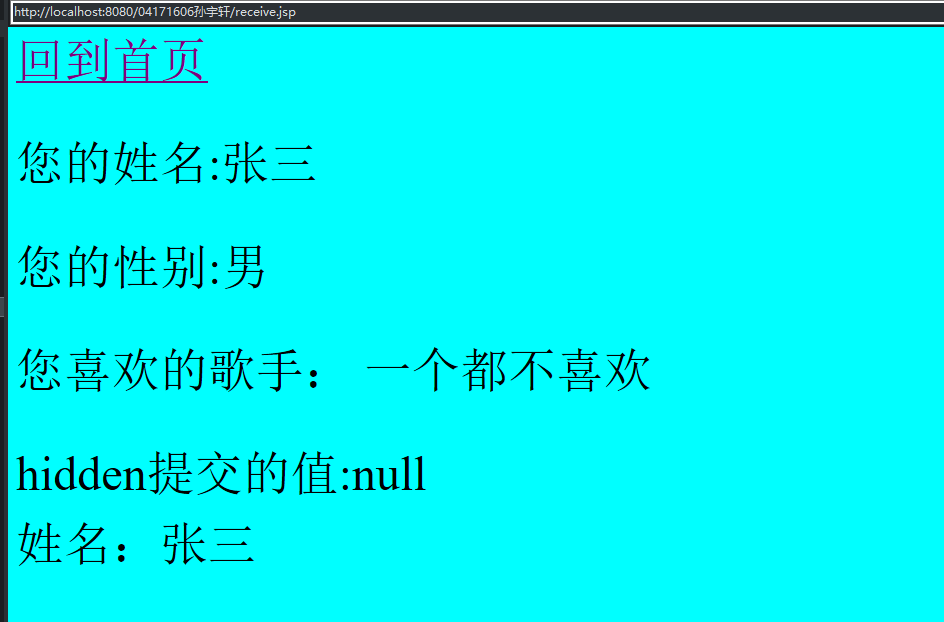 http://localhost:8080/04171606孙宇轩/receive.jsp
回到首页
您的姓名:张三
您的性别:男
您喜欢的歌手： 一个都不喜欢
hidden提交的值:null
姓名：张三